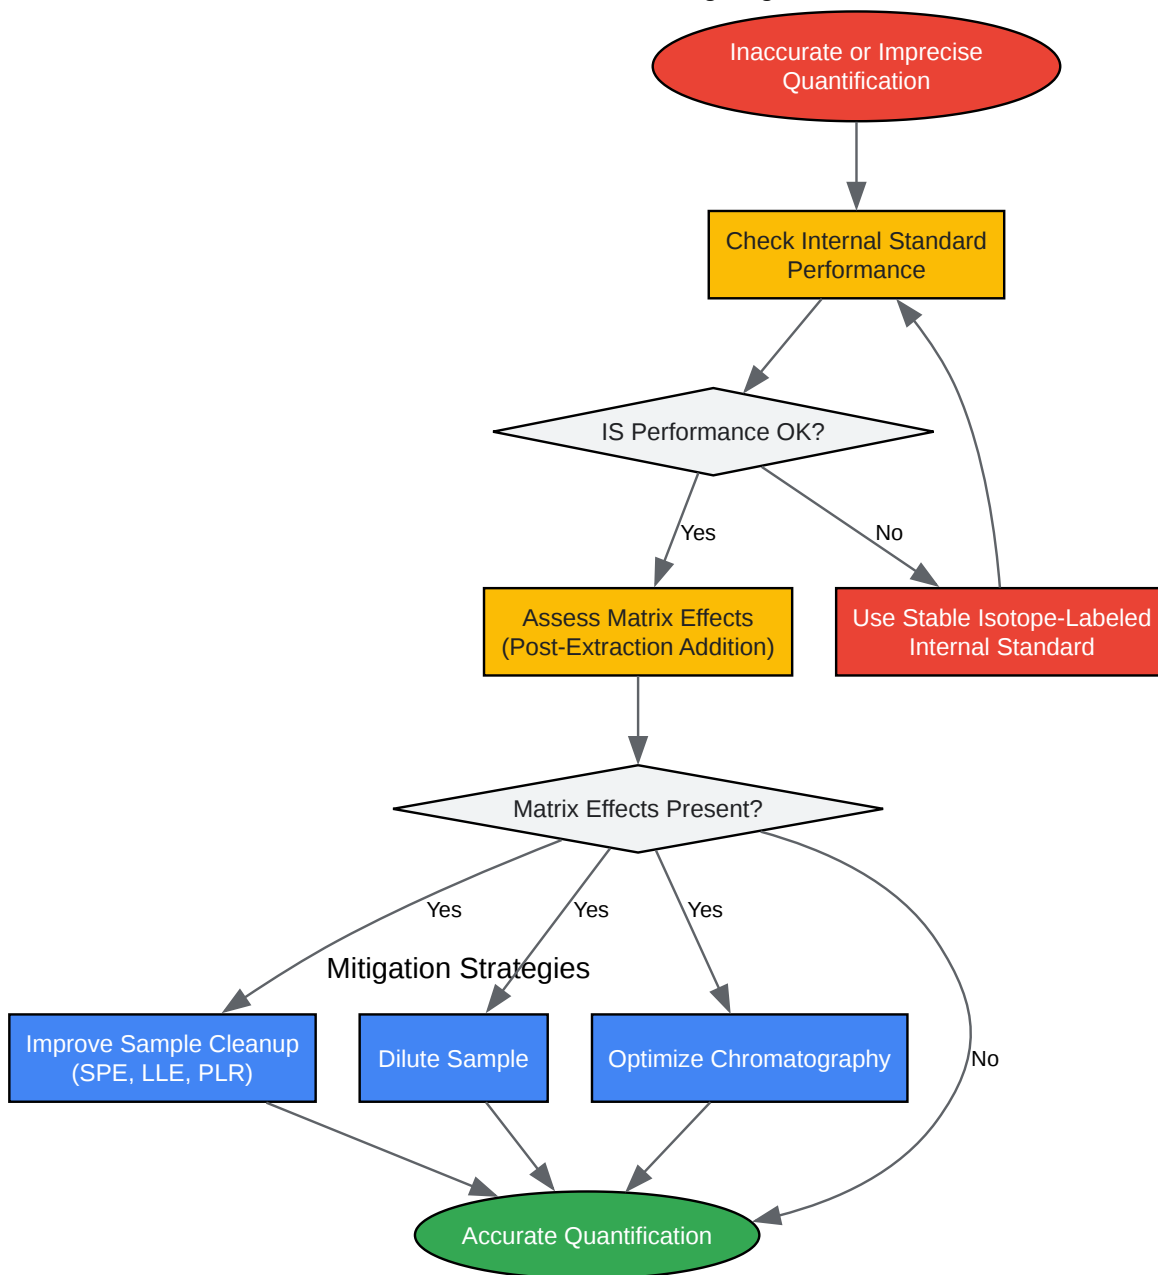 Inaccurate or Imprecise
Quantification
Check Internal Standard
Performance
IS Performance OK?
Yes
No
Assess Matrix Effects
(Post-Extraction Addition)
Use Stable Isotope-Labeled
Internal Standard
Matrix Effects Present?
Yes
Yes
Yes
Mitigation Strategies
Improve Sample Cleanup
(SPE, LLE, PLR)
Dilute Sample
Optimize Chromatography
No
Accurate Quantification